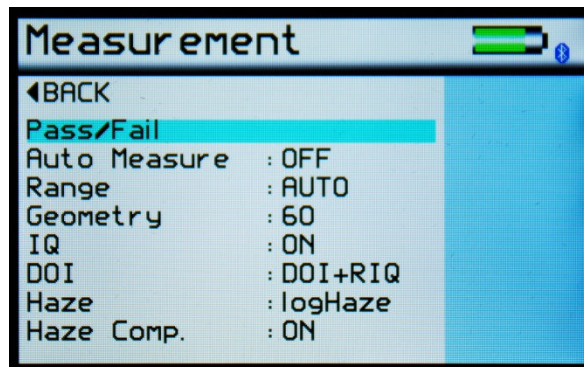 Measurement
◀BACK
Pass/Fail
Auto Measure : OFF
Range : AUTO
Geometry : 60
IQ : ON
DOI : DOI+RIQ
Haze : logHaze
Haze Comp. : ON